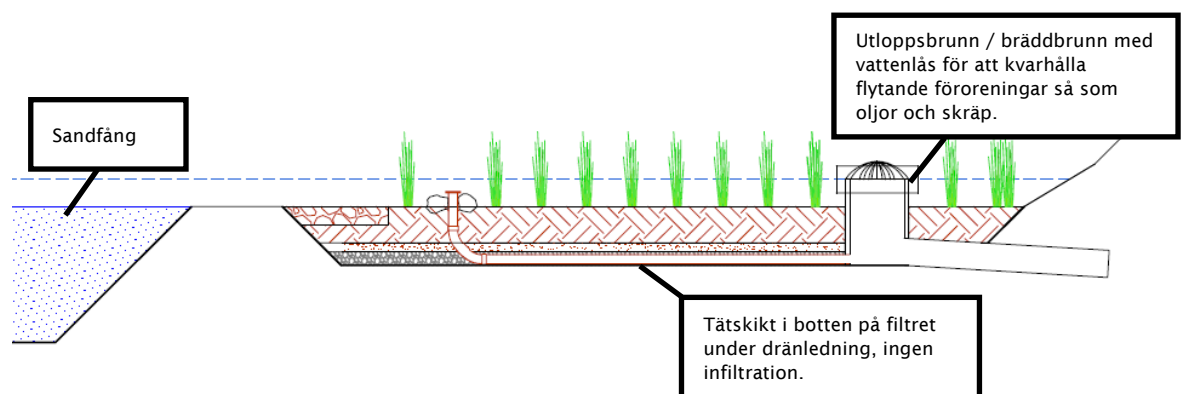 Sandfång
Utloppsbrunn / bräddbrunn med
vattenlås för att kvarhålla
flytande föroreningar så som
oljor och skräp.
Tätskikt i botten på filtret
under dränledning, ingen
infiltration.